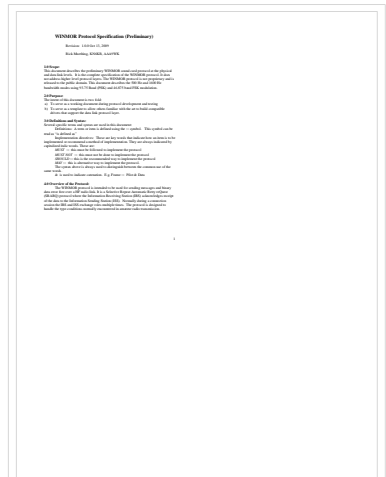 WINMOR Protocol Specification (Preliminary)
Rick Muething, KN6KB, AAA9WK
1.0 Scope:
This document describes the preliminary WINMOR sound card protocol at the physical
and data link levels. It is the complete specification of the WINMOR protocol. It does
not address higher level protocols. The WINMOR protocol is not proprietary and is
released to the public domain. This document describes the 500 Hz and 1600 Hz
bandwidth modes using
2.0 Purpose
The intent of this document is two fold:
a) To serve as a working document during protocol development and testing
b) To serve as a template to allow others familiar with the art to build compatible
drivers that support the data link protocol layer.
3.0 Definitions and Syntax:
Several specific terms and syntax are used in this document:
Definitions: A term or item is defined using the symbol. This symbol can be
read as "is defined as"
Implementation directives: These are key words that indicate how an item is to be
implemented or recommended method of implementation. They are always indicated by
capitalized italic words. These are:
MUST this must be followed to implement the protocol
MUST NOT this must not be done to implement the protocol
SHOULD this is the recommended way to implement the protocol
MAY this is alternative way to implement the protocol
The syntax above is always used to distinguish between the common use of the
same words.
is used to indicate
4.0 Overview of the Protocol:
The WINMOR protocol is intended to be used for sending messages and binary
data error free over a HF radio link. It is a Selective Repeat Automatic Retry reQuest
protocol where the Information Receiving Station (IRS) acknowledges receipt
of the data to the Information Sending Station (ISS). Normally during a connection
session the ISS and IRS exchange roles multiple times. The protocol is designed to
handle the type conditions normally encountered in amateur radio transmission.
1